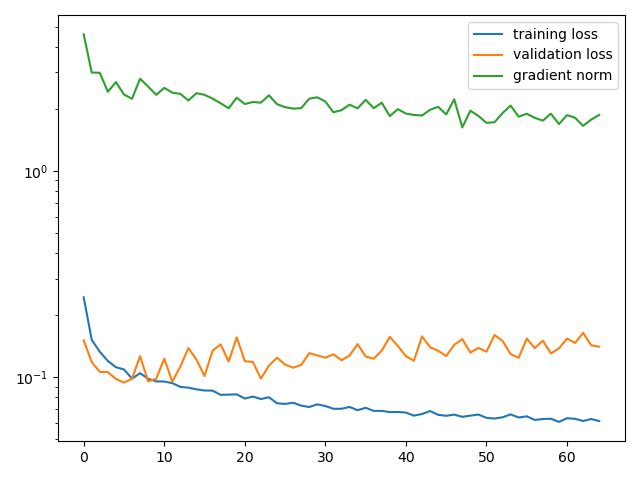 training loss
validation loss
gradient norm
10⁰
10⁻¹
0 10 20 30 40 50 60